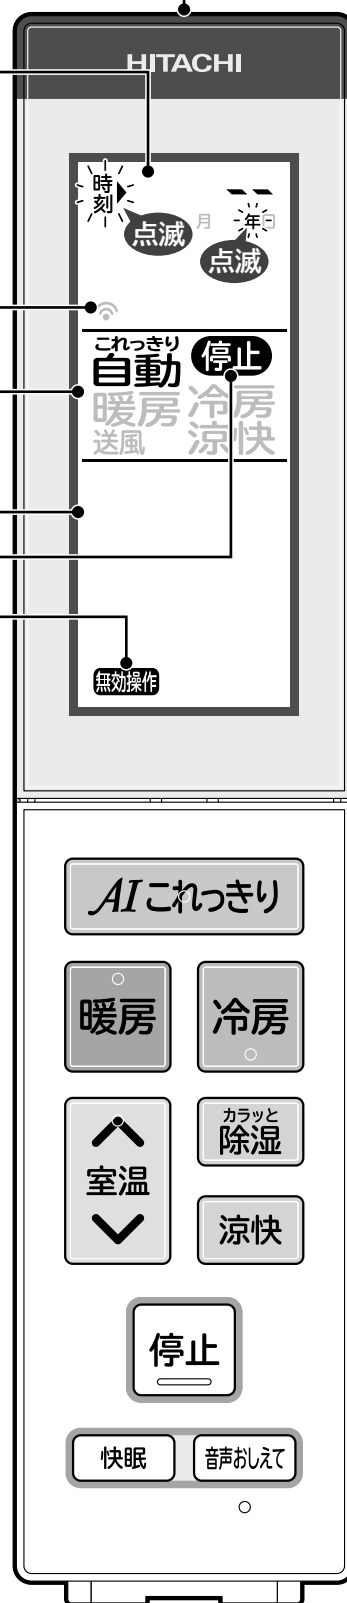 HITACHI
時刻
点滅
月
年日
点滅
これっきり
自動
停止
暖房
冷房
送風
涼快
無効操作
AIこれっきり
暖房
冷房
室温
カラッと
除湿
涼快
停止
快眠
音声おしえて